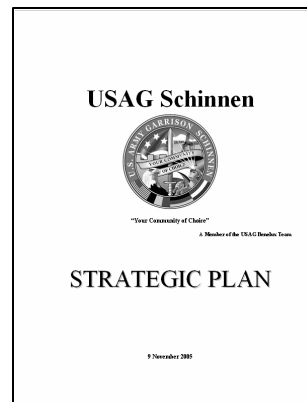 USAG Schinnen
U.S. ARMY GARRISON SCHINNEN
YOUR COMMUNITY
OF CHOICE
"Your Community of Choice"
A Member of the USAG Benelux Team
STRATEGIC PLAN
9 November 2005